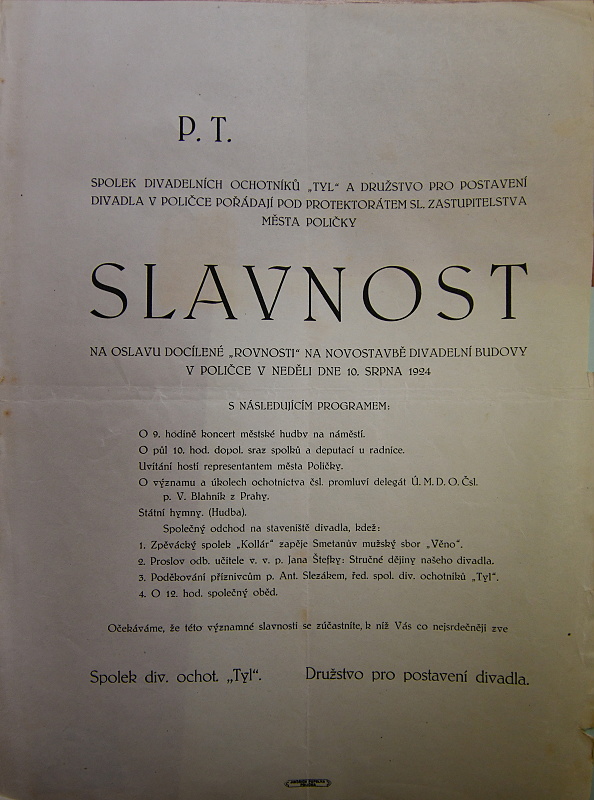 P. T.
SPOLEK DIVADELNÍCH OCHOTNÍKŮ „TYL“ A DRUŽSTVO PRO POSTAVENÍ
DIVADLA V POLIČCE POŘÁDAJÍ POD PROTEKTORÁTEM SL. ZASTUPITELSTVA
MĚSTA POLIČKY
SLAVNOST
NA OSLAVU DOCÍLENÉ „ROVNOSTI“ NA NOVOSTAVBĚ DIVADELNÍ BUDOVY
V POLIČCE V NEDĚLI DNE 10. SRPNA 1924
S NÁSLEDUJÍCÍM PROGRAMEM:
O 9. hodině koncert městské hudby na náměstí.
O půl 10. hod. dopol. sraz spolků a deputací u radnice.
Uvítání hostí representantem města Poličky.
O významu a úkolech ochotnictva čsl. promluví delegát Ú. M. D. O. Čsl.
p. V. Blahník z Prahy.
Státní hymny. (Hudba).
Společný odchod na staveniště divadla, kdež:
1. Zpěvácký spolek „Kollár“ zapěje Smetanův mužský sbor „Věno“.
2. Proslov odb. učitele v. v. p. Jana Štefky: Stručné dějiny našeho divadla.
3. Poděkování příznivcům p. Ant. Slezákem, řed. spol. div. ochotníků „Tyl“.
4. O 12. hod. společný oběd.
Očekáváme, že této významné slavnosti se zúčastníte, k níž Vás co nejsrdečněji zve
Spolek div. ochot. „Tyl“. Družstvo pro postavení divadla.